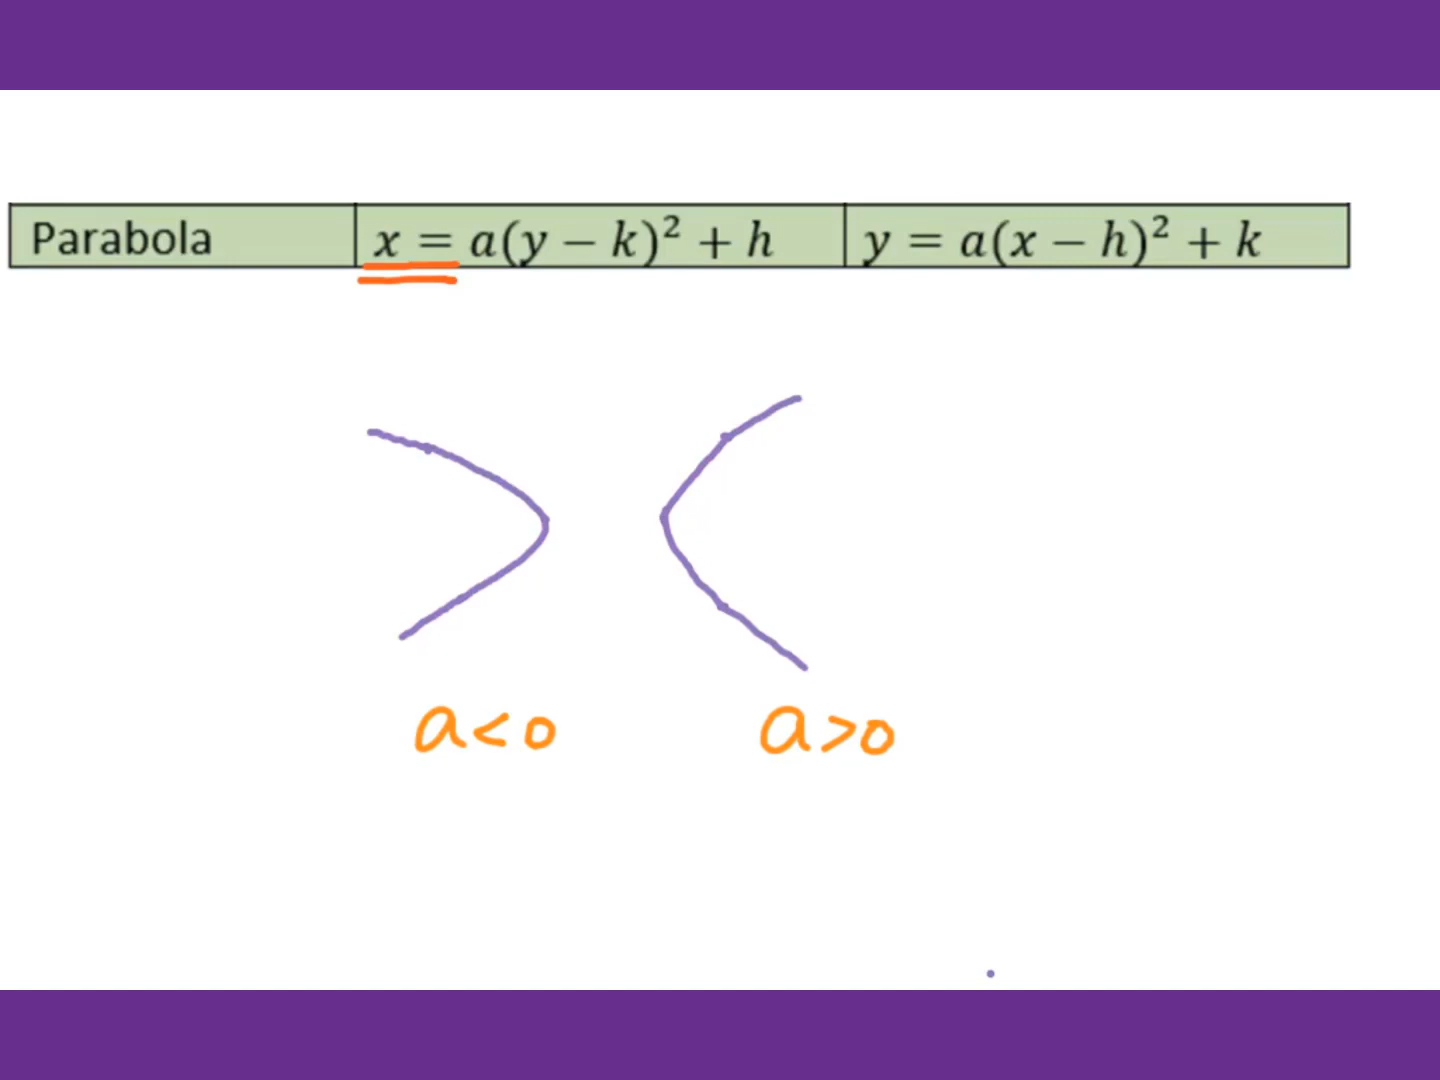 Parabola x = a(y − k)² + h y = a(x − h)² + k
a<0 a>0